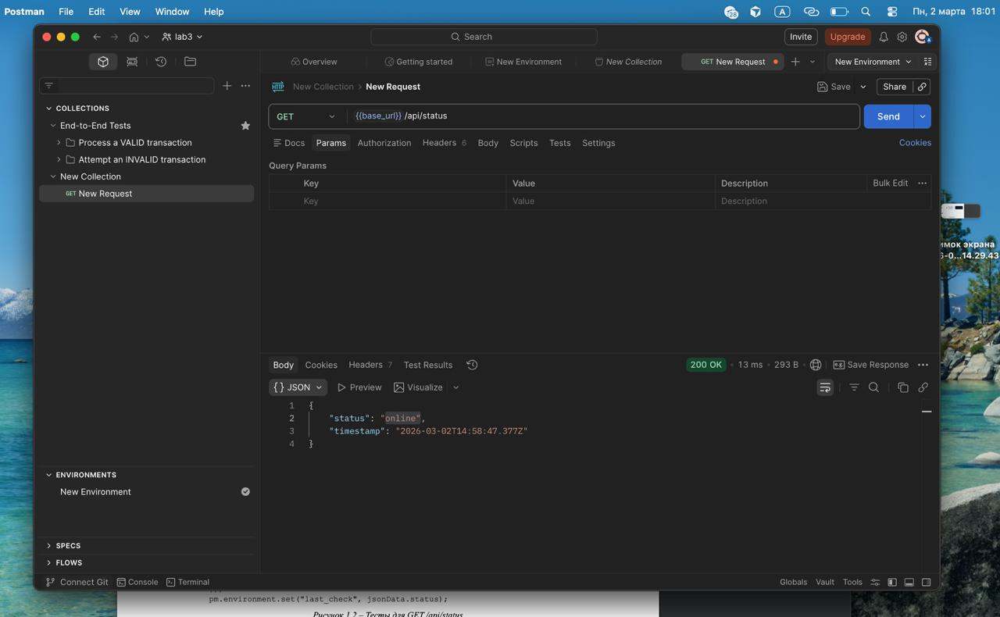 Postman File Edit View Window Help 28 A Пн, 2 марта 18:01
lab3 Search Invite Upgrade
Overview Getting started New Environment New Collection GET New Request New Environment
New Collection > New Request Save Share
COLLECTIONS
End-to-End Tests
Process a VALID transaction
Attempt an INVALID transaction
New Collection
GET New Request
ENVIRONMENTS
New Environment
SPECS
FLOWS
HTTP
GET {{base_url}} /api/status Send
Docs Params Authorization Headers 6 Body Scripts Tests Settings Cookies
Query Params
Key Value Description Bulk Edit
Key Value Description
Body Cookies Headers 7 Test Results 200 OK • 13 ms • 293 B • Save Response
{} JSON Preview Visualize
1 {
2 "status": "online",
3 "timestamp": "2026-03-02T14:58:47.377Z"
4 }
Connect Git Console Terminal Globals Vault Tools
pm.environment.set("last_check", jsonData.status);
Рисунок 1.2 – Тесты для GET /api/status
имок экрана
6-0...14.29.43